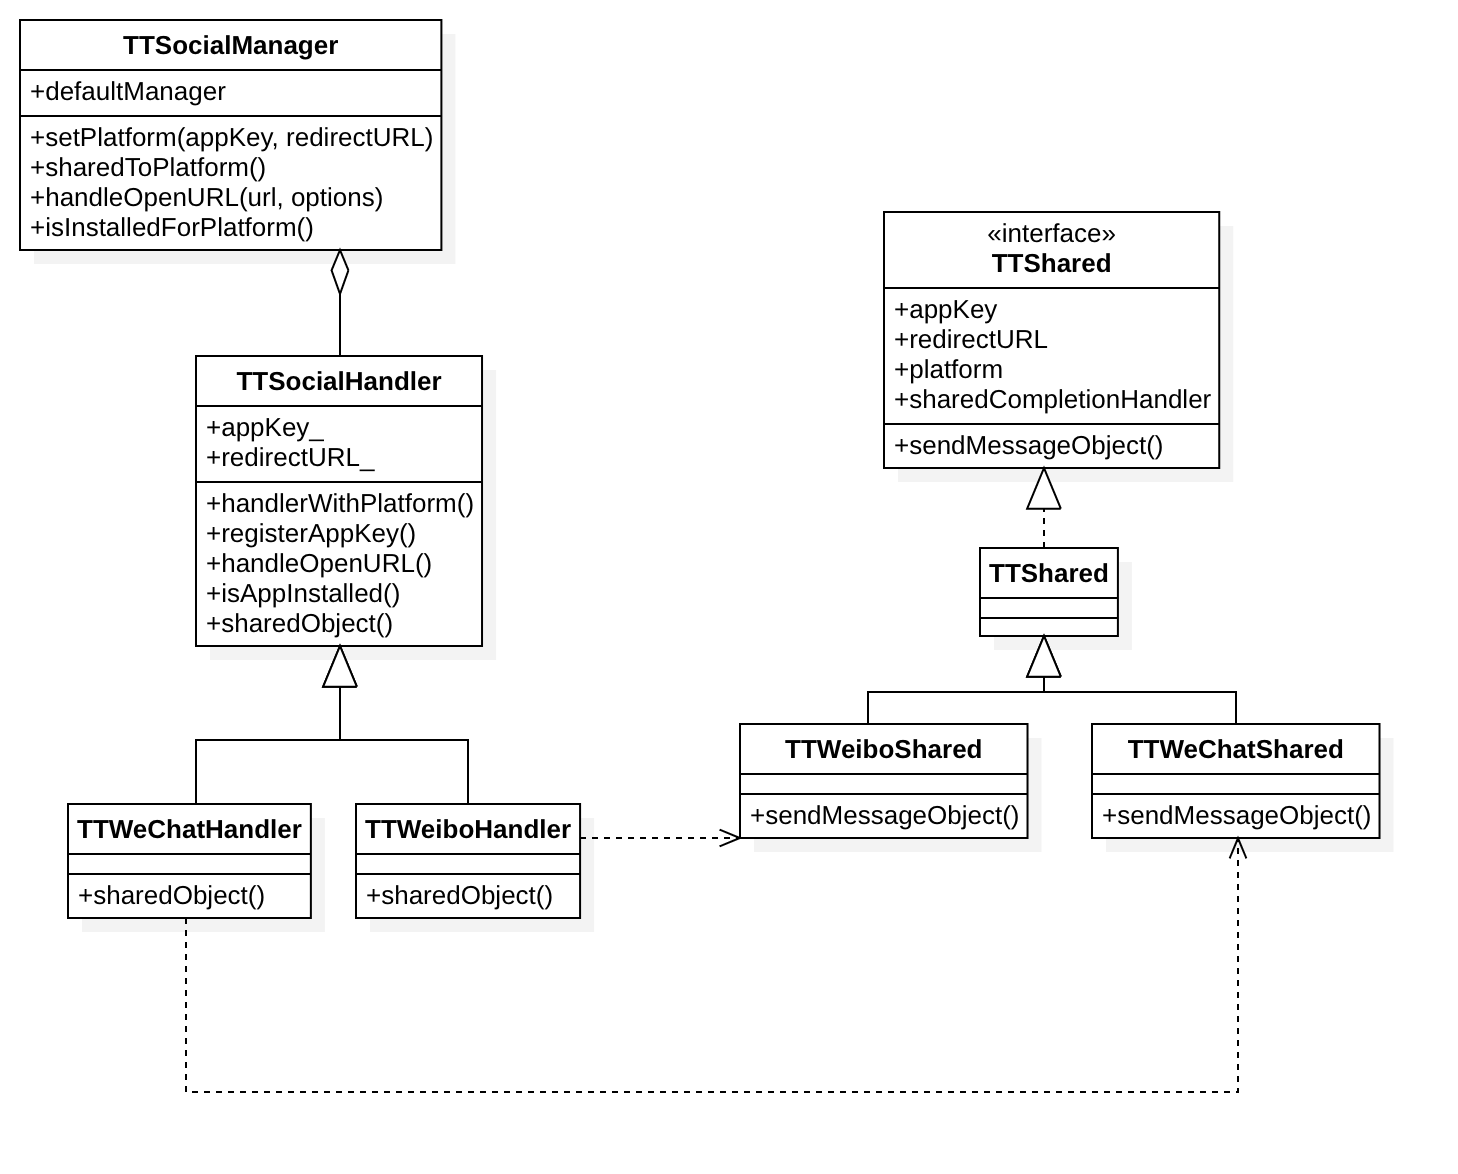 TTSocialManager
+defaultManager
+setPlatform(appKey, redirectURL)
+sharedToPlatform()
+handleOpenURL(url, options)
+isInstalledForPlatform()
«interface»
TTShared
+appKey
+redirectURL
+platform
+sharedCompletionHandler
+sendMessageObject()
TTSocialHandler
+appKey_
+redirectURL_
+handlerWithPlatform()
+registerAppKey()
+handleOpenURL()
+isAppInstalled()
+sharedObject()
TTShared
TTWeiboShared
+sendMessageObject()
TTWeChatShared
+sendMessageObject()
TTWeChatHandler
+sharedObject()
TTWeiboHandler
+sharedObject()